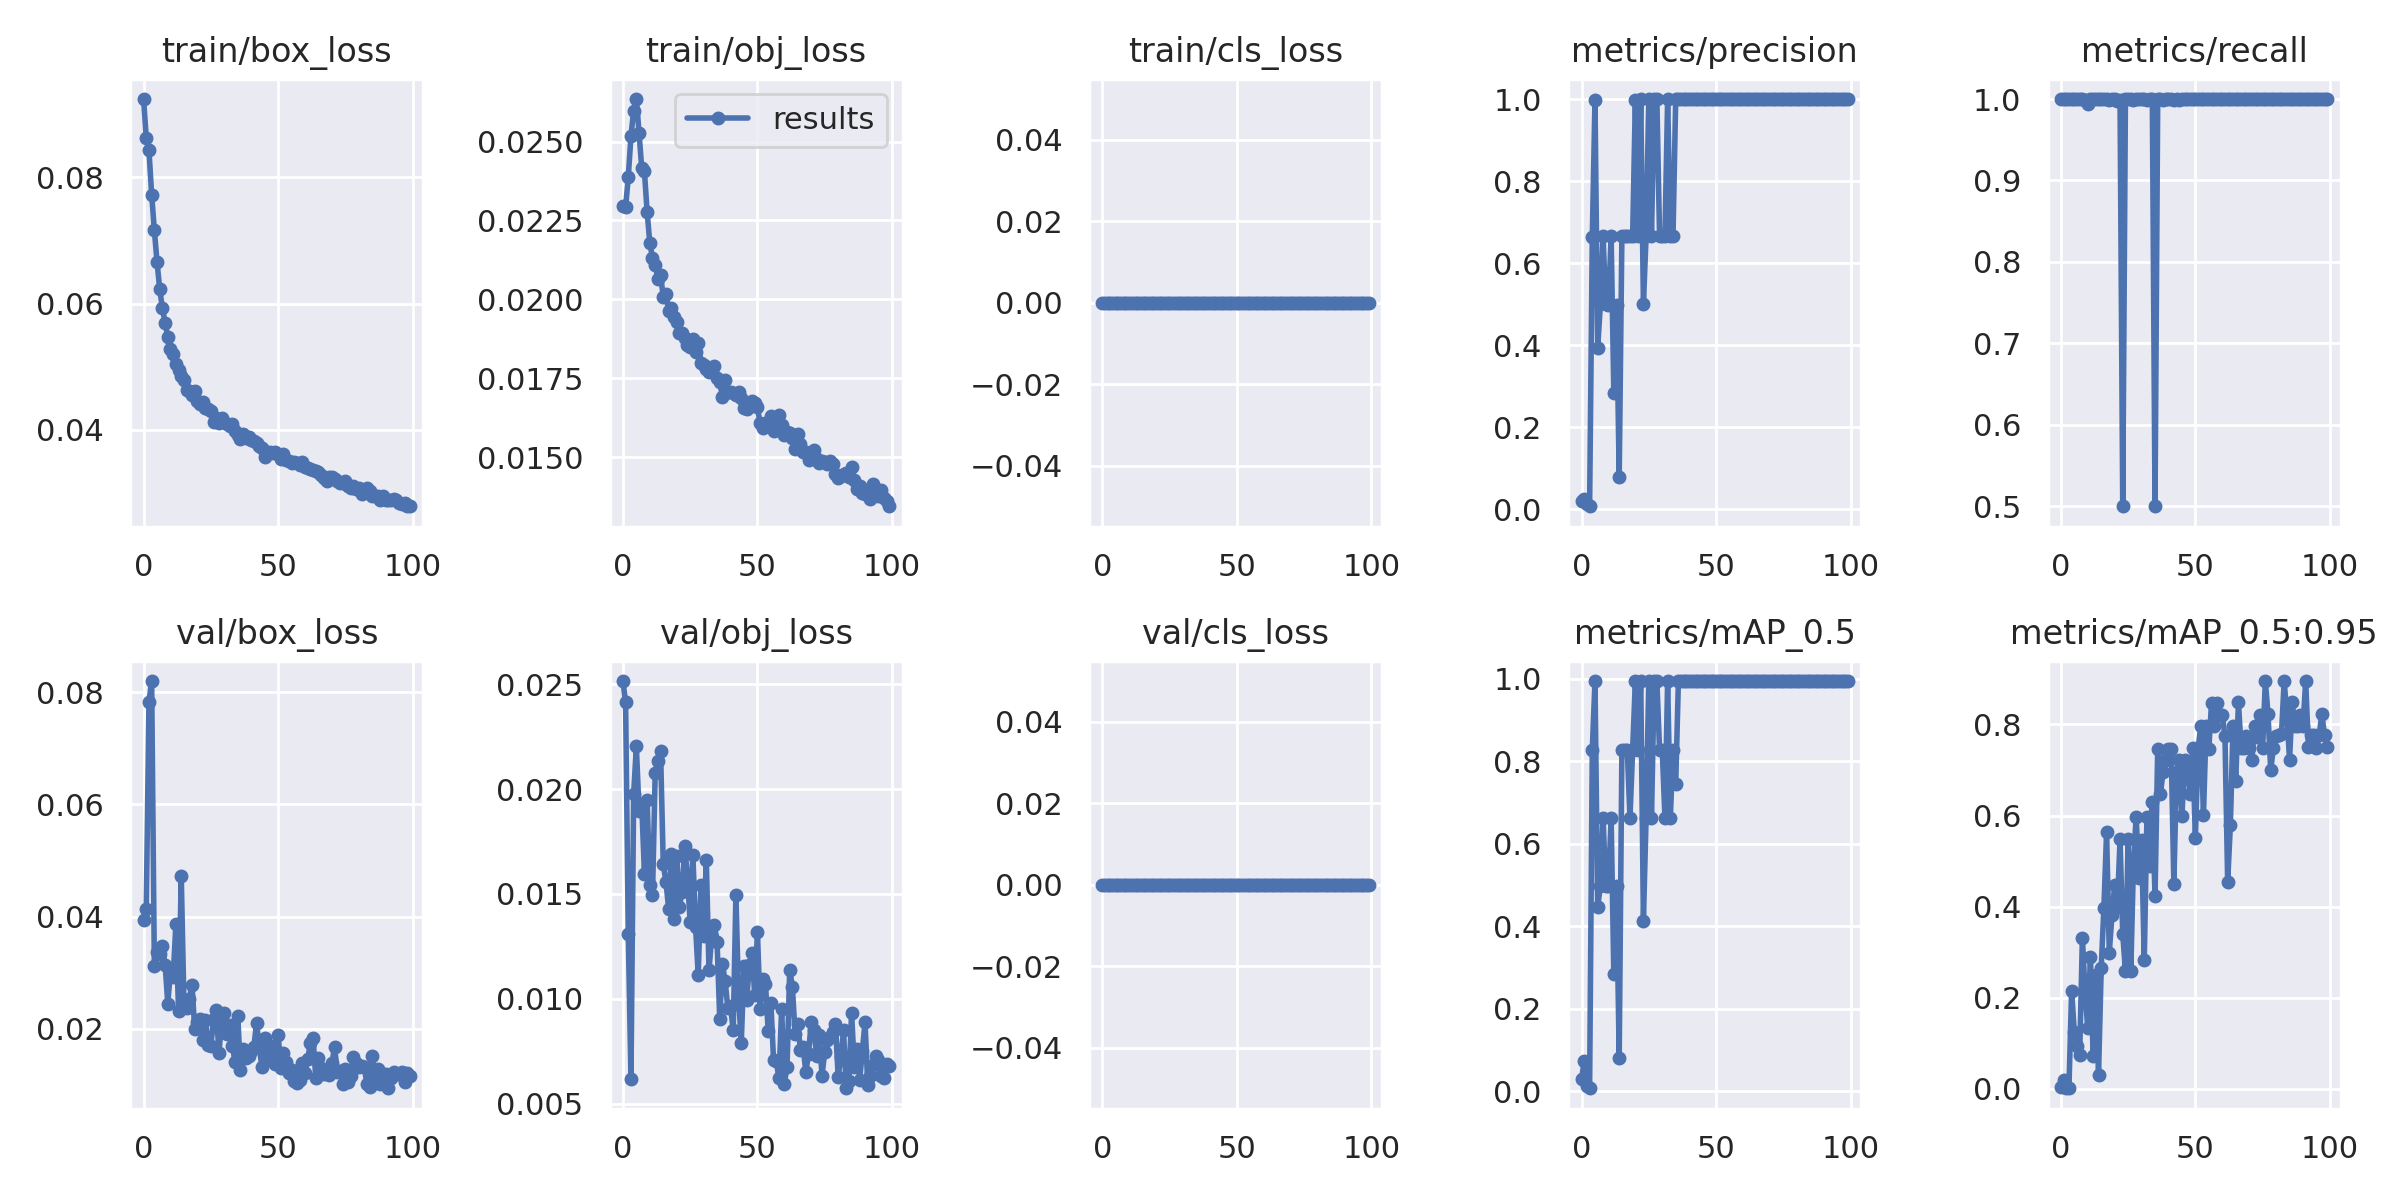 train/box_loss
0.08
0.06
0.04
0 50 100
train/obj_loss
results
0.0250
0.0225
0.0200
0.0175
0.0150
0 50 100
train/cls_loss
0.04
0.02
0.00
−0.02
−0.04
0 50 100
metrics/precision
1.0
0.8
0.6
0.4
0.2
0.0
0 50 100
metrics/recall
1.0
0.9
0.8
0.7
0.6
0.5
0 50 100
val/box_loss
0.08
0.06
0.04
0.02
0 50 100
val/obj_loss
0.025
0.020
0.015
0.010
0.005
0 50 100
val/cls_loss
0.04
0.02
0.00
−0.02
−0.04
0 50 100
metrics/mAP_0.5
1.0
0.8
0.6
0.4
0.2
0.0
0 50 100
metrics/mAP_0.5:0.95
0.8
0.6
0.4
0.2
0.0
0 50 100